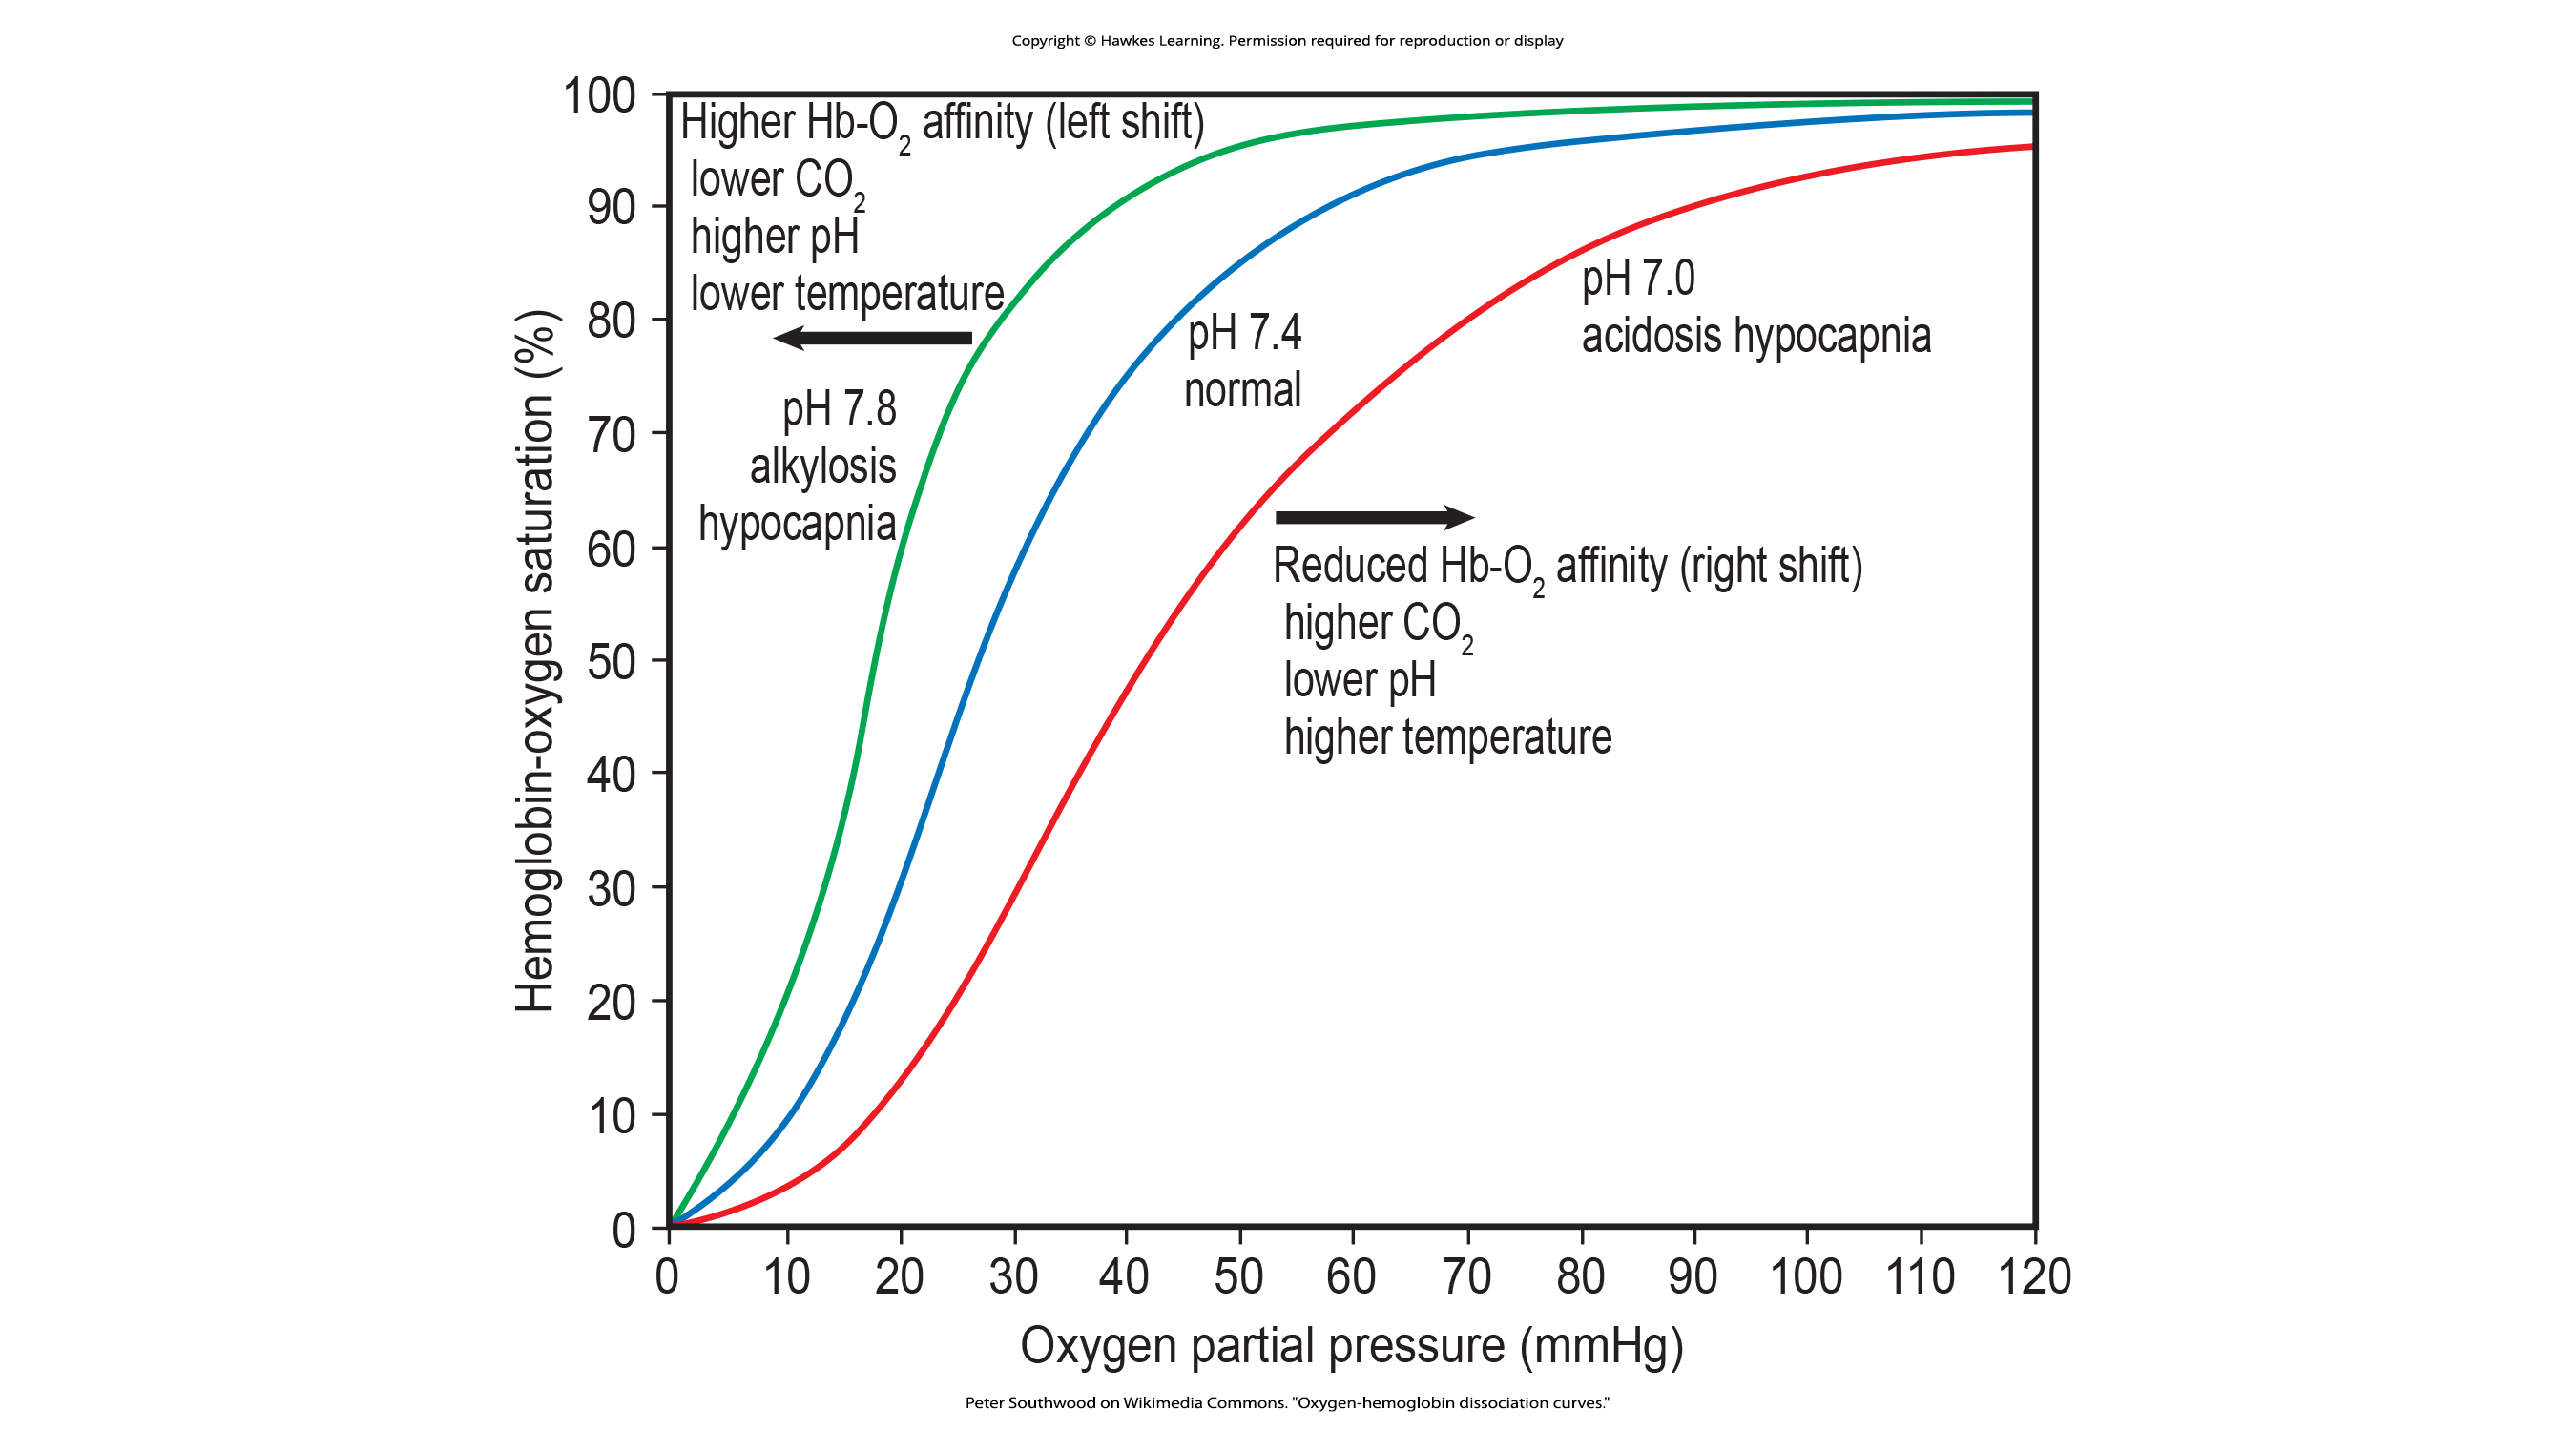 Copyright © Hawkes Learning. Permission required for reproduction or display
Hemoglobin-oxygen saturation (%)
100
90
80
70
60
50
40
30
20
10
0
Higher Hb-O₂ affinity (left shift)
lower CO₂
higher pH
lower temperature
pH 7.8
alkylosis
hypocapnia
pH 7.4
normal
pH 7.0
acidosis hypocapnia
Reduced Hb-O₂ affinity (right shift)
higher CO₂
lower pH
higher temperature
0 10 20 30 40 50 60 70 80 90 100 110 120
Oxygen partial pressure (mmHg)
Peter Southwood on Wikimedia Commons. "Oxygen-hemoglobin dissociation curves."